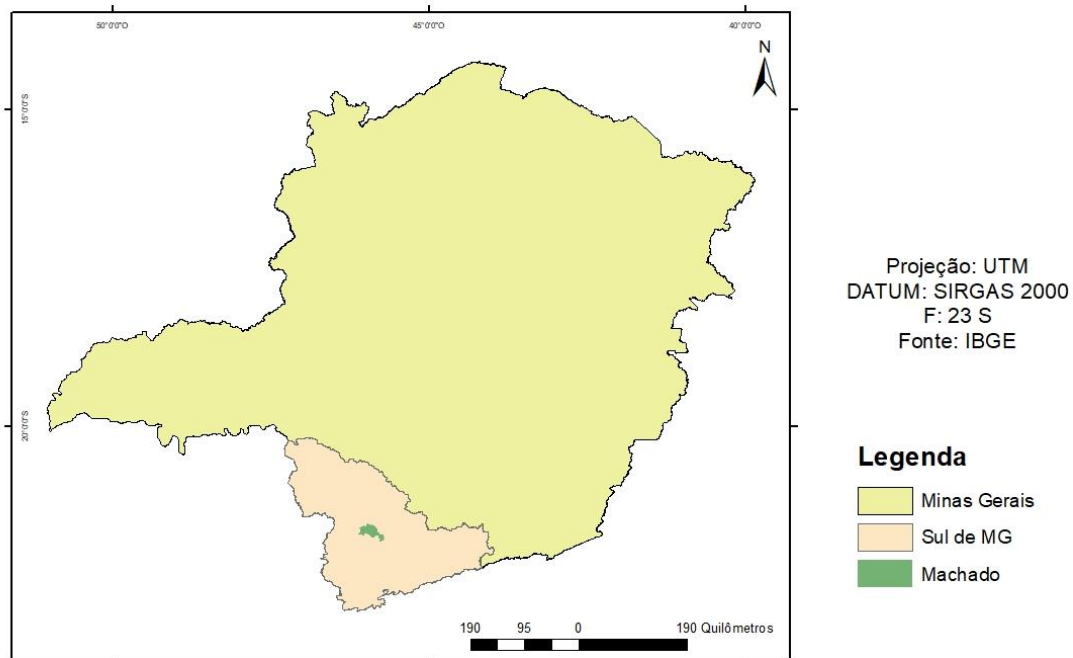 50°0'0"O 45°0'0"O 40°0'0"O
N
15°0'0"S
20°0'0"S
Projeção: UTM
DATUM: SIRGAS 2000
F: 23 S
Fonte: IBGE
Legenda
Minas Gerais
Sul de MG
Machado
190 95 0 190 Quilômetros